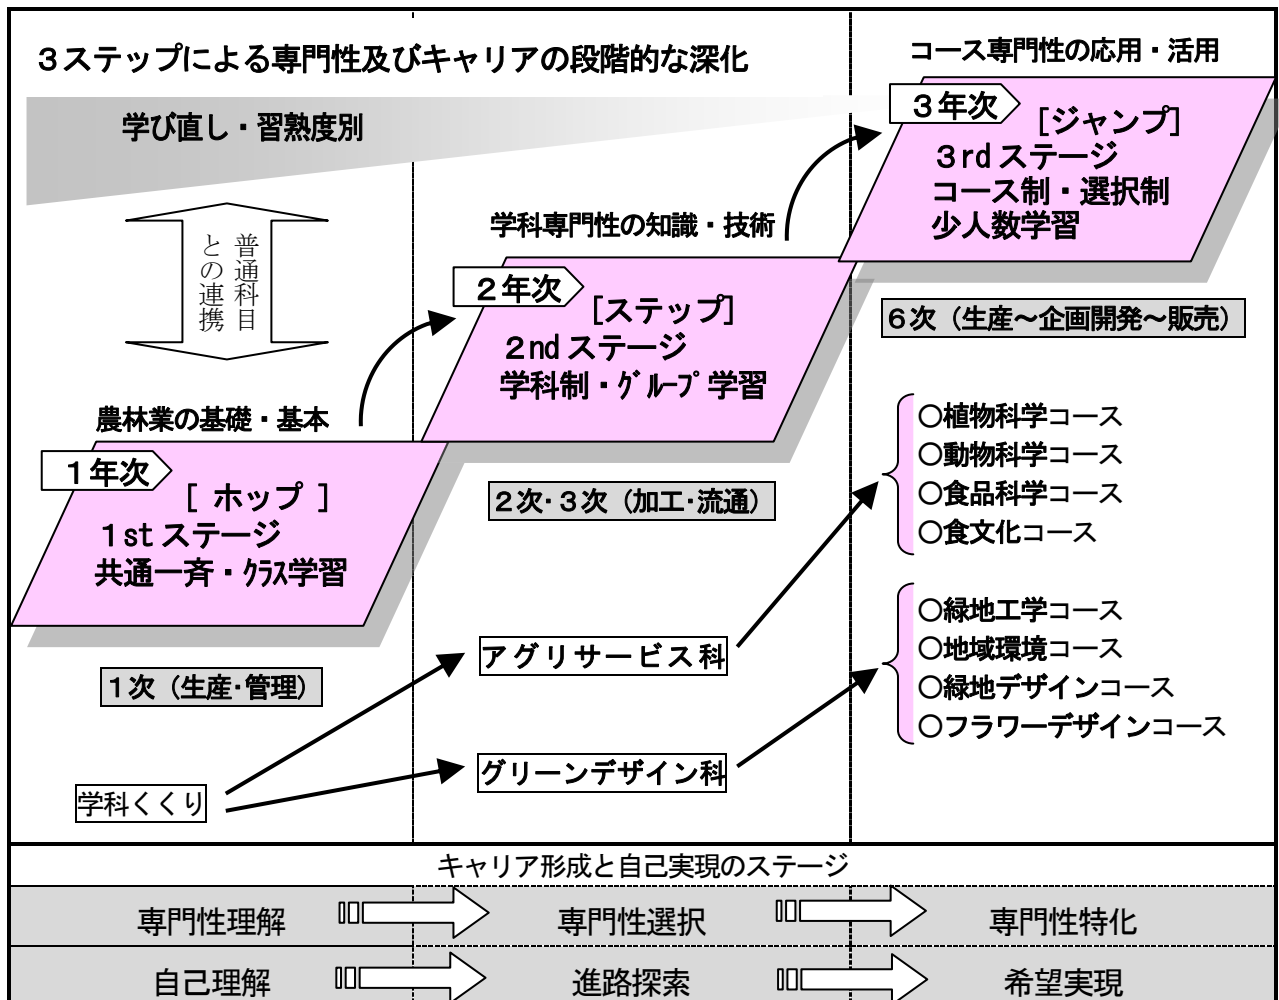 ３ステップによる専門性及びキャリアの段階的な深化
コース専門性の応用・活用
学び直し・習熟度別
３年次
［ジャンプ］
３rd ステージ
コース制・選択制
少人数学習
普通科目
との連携
学科専門性の知識・技術
２年次
［ステップ］
２nd ステージ
学科制・ｸﾞﾙｰﾌﾟ学習
６次（生産～企画開発～販売）
農林業の基礎・基本
１年次
［ ホップ ］
１st ステージ
共通一斉・ｸﾗｽ学習
２次･３次（加工･流通）
１次（生産･管理）
○植物科学コース
○動物科学コース
○食品科学コース
○食文化コース
○緑地工学コース
○地域環境コース
○緑地デザインコース
○フラワーデザインコース
アグリサービス科
グリーンデザイン科
学科くくり
キャリア形成と自己実現のステージ
専門性理解
専門性選択
専門性特化
自己理解
進路探索
希望実現